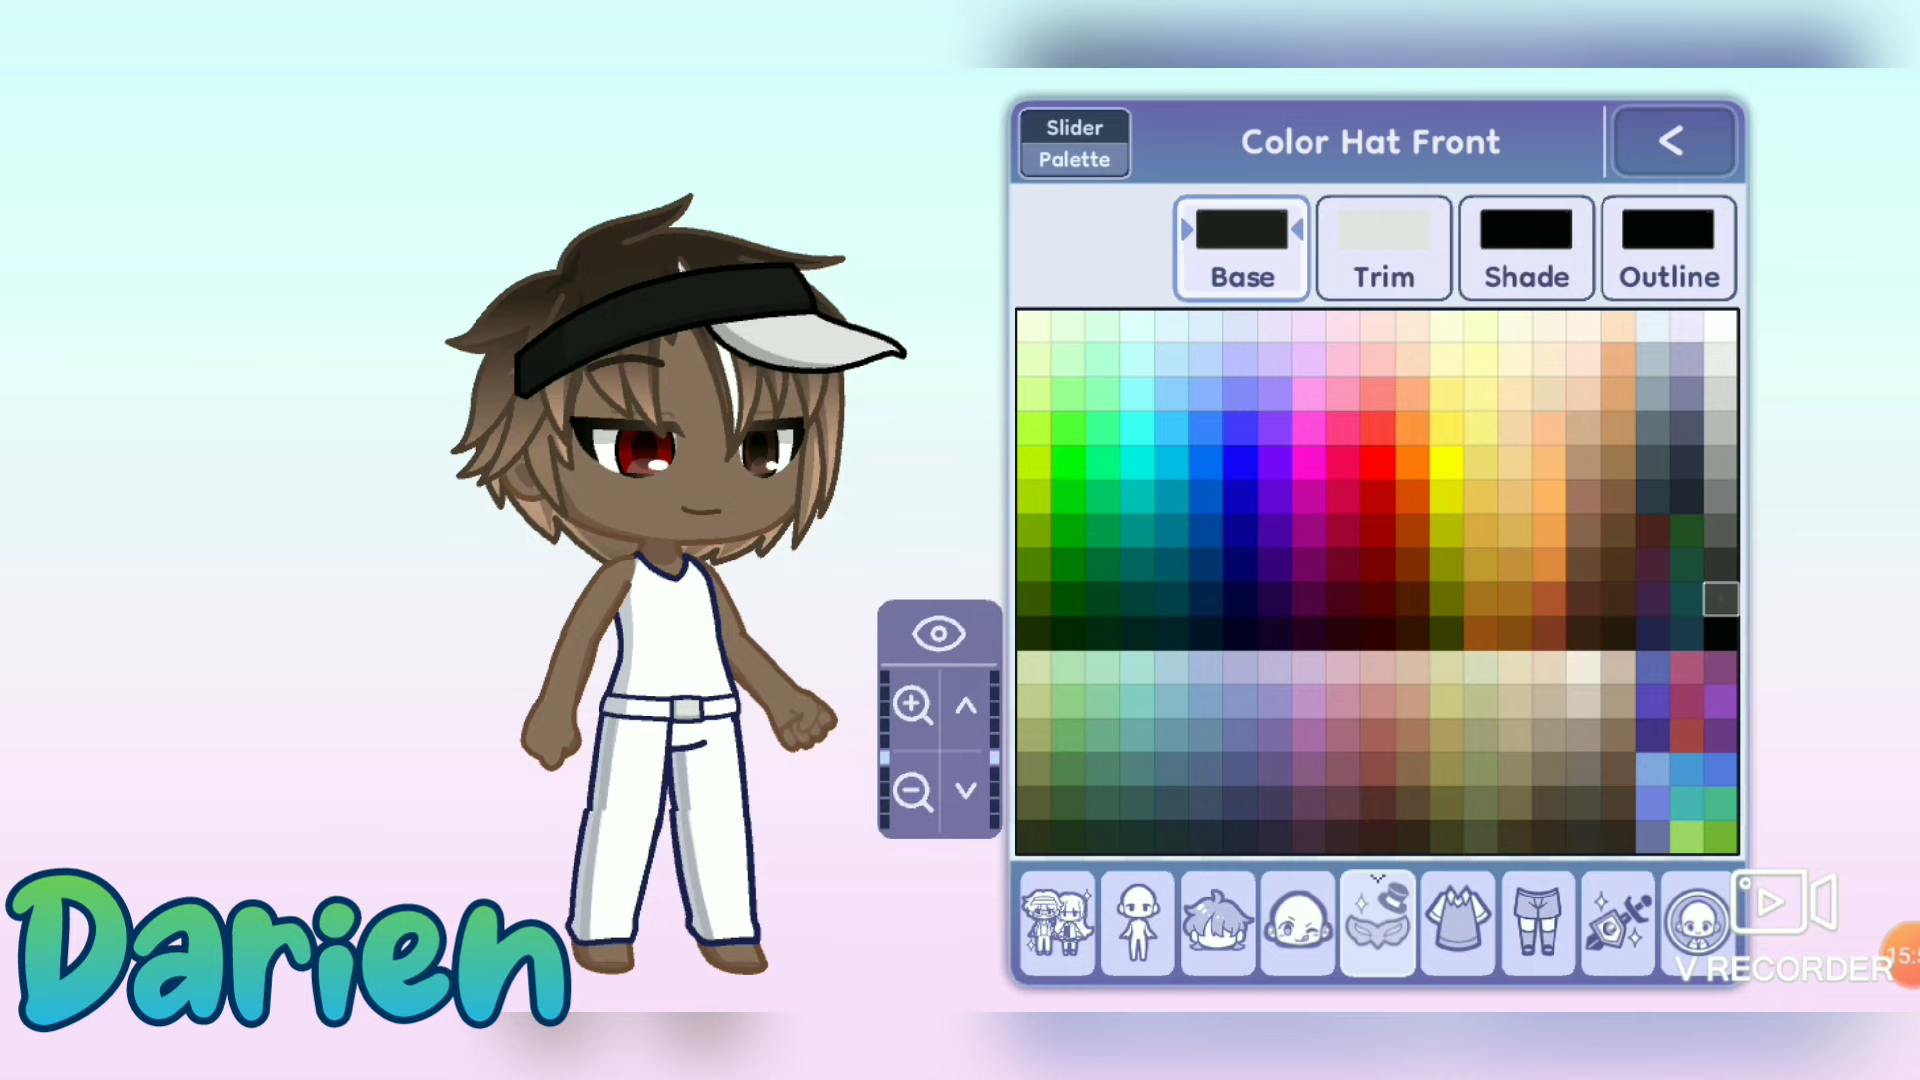 Slider
Palette
Color Hat Front
Base
Trim
Shade
Outline
Darien
V RECORDER